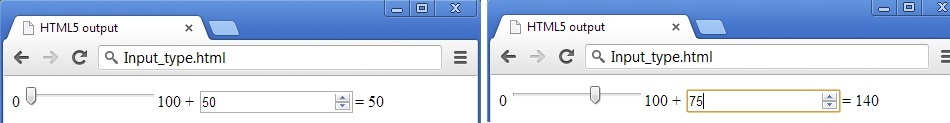 HTML5 output
Input_type.html
0 100 + 50 = 50
HTML5 output
Input_type.html
0 100 + 75 = 140